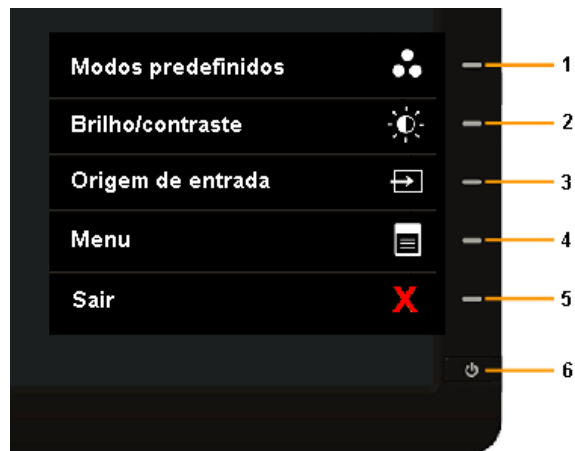 Modos predefinidos 1
Brilho/contraste 2
Origem de entrada 3
Menu 4
Sair X 5
6